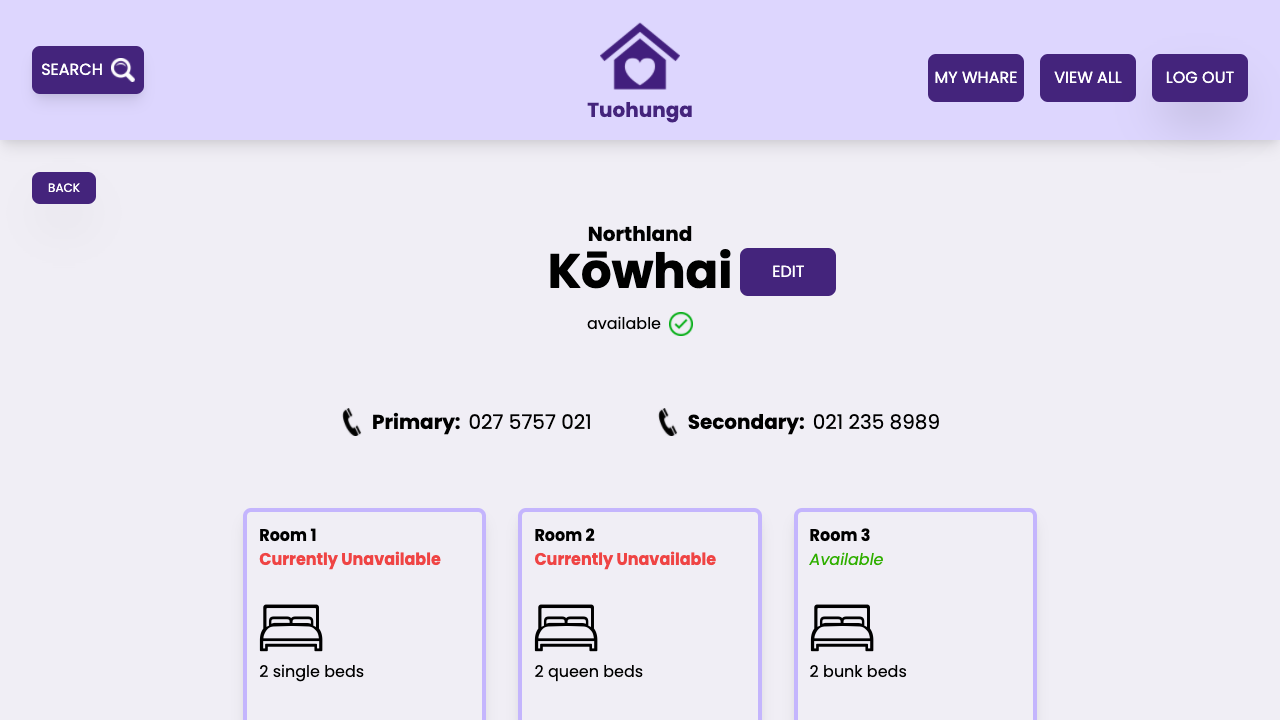 SEARCH
Tuohunga
MY WHARE
VIEW ALL
LOG OUT
BACK
Northland
Kōwhai
EDIT
available
Primary: 027 5757 021
Secondary: 021 235 8989
Room 1
Currently Unavailable
2 single beds
Room 2
Currently Unavailable
2 queen beds
Room 3
Available
2 bunk beds